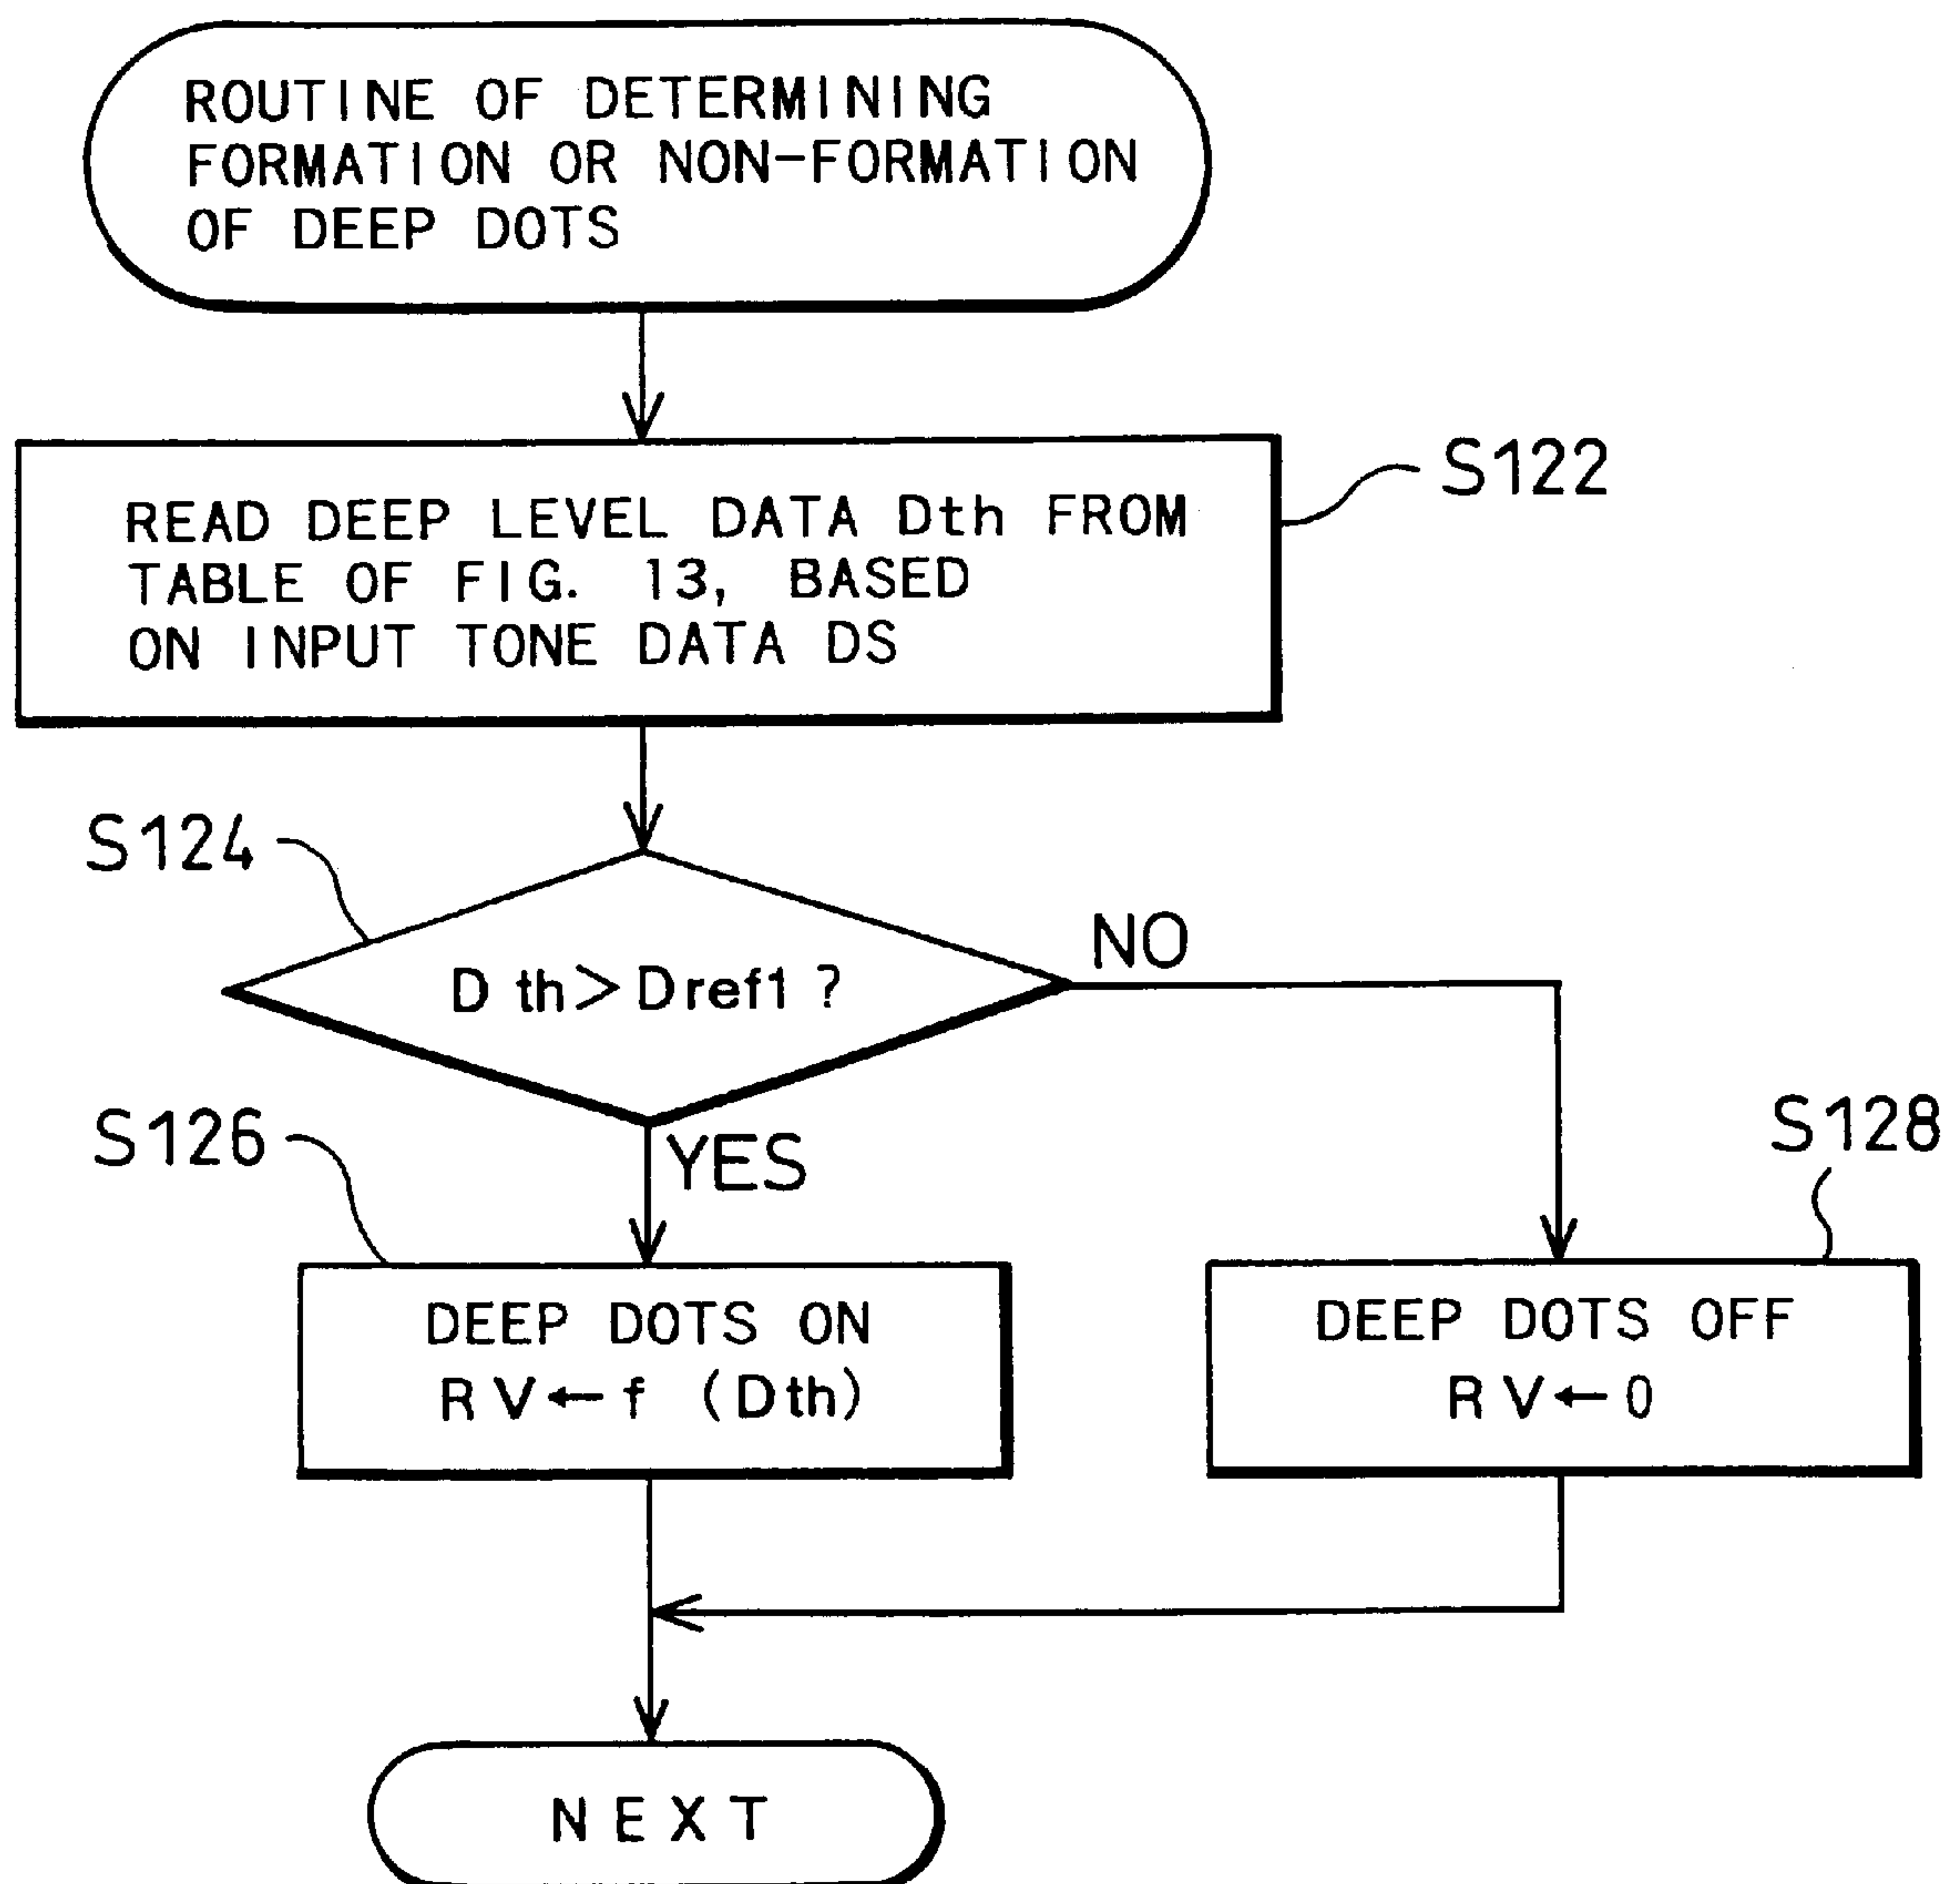 ROUTINE OF DETERMINING
FORMATION OR NON-FORMATION
OF DEEP DOTS
S122
READ DEEP LEVEL DATA Dth FROM
TABLE OF FIG. 13, BASED
ON INPUT TONE DATA DS
S124
Dth>Dref1?
NO
YES
S126
S128
DEEP DOTS ON
RV←f (Dth)
DEEP DOTS OFF
RV←0
NEXT